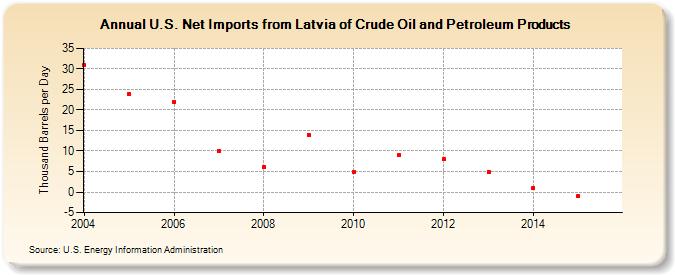 Annual U.S. Net Imports from Latvia of Crude Oil and Petroleum Products
Thousand Barrels per Day
35
30
25
20
15
10
5
0
-5
2004 2006 2008 2010 2012 2014
Source: U.S. Energy Information Administration